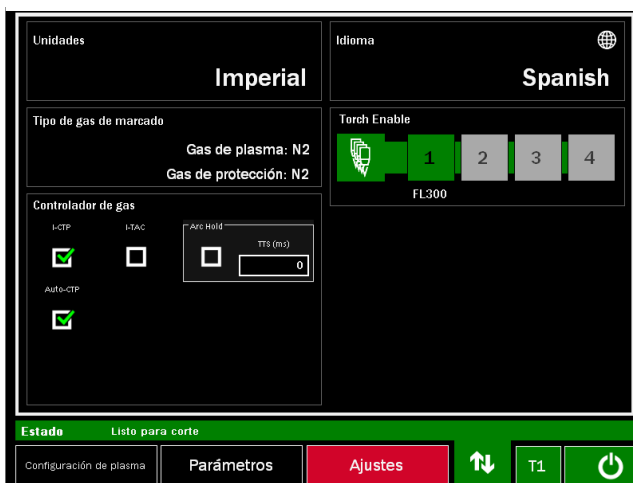 Unidades
Imperial
Idioma
Spanish
Tipo de gas de marcado
Gas de plasma: N2
Gas de protección: N2
Torch Enable
1 2 3 4
FL300
Controlador de gas
I-CTP I-TAC Arc Hold
TTS (ms)
0
Auto-CTP
Estado Listo para corte
Configuración de plasma Parámetros Ajustes T1